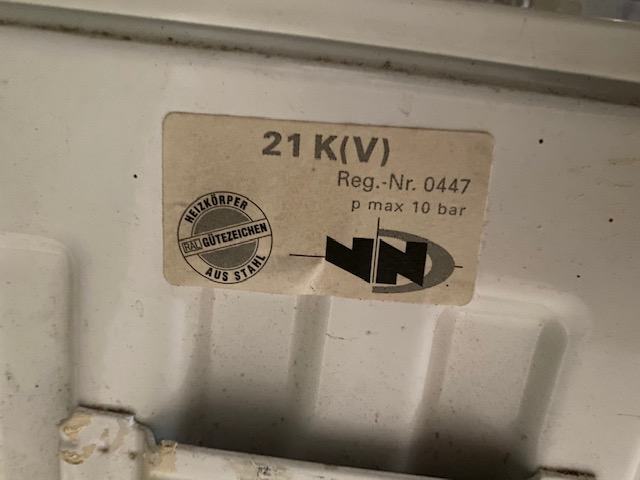 21 K(V)
Reg.-Nr. 0447
p max 10 bar
HEIZKÖRPER
RAL GÜTEZEICHEN
AUS STAHL